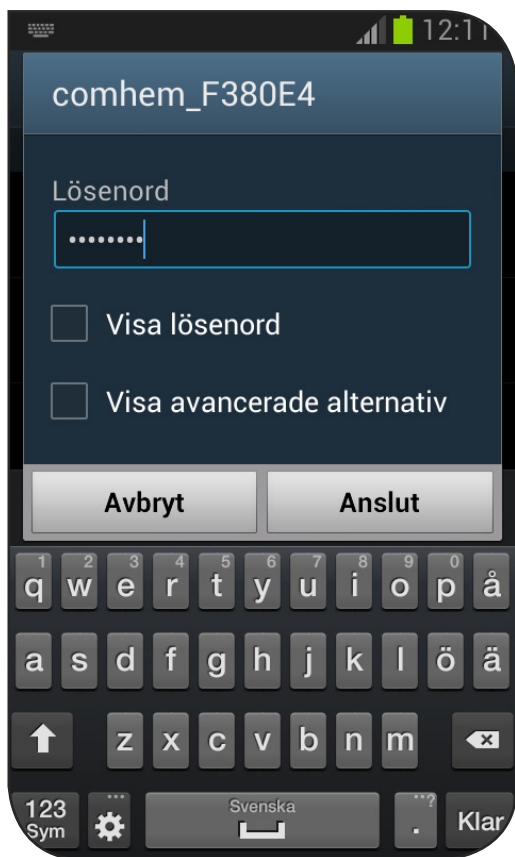 12:11
comhem_F380E4
Lösenord
••••••••
Visa lösenord
Visa avancerade alternativ
Avbryt Anslut
1 2 3 4 5 6 7 8 9 0
q w e r t y u i o p å
a s d f g h j k l ö ä
z x c v b n m
123 Svenska ... ...?
Sym . Klar